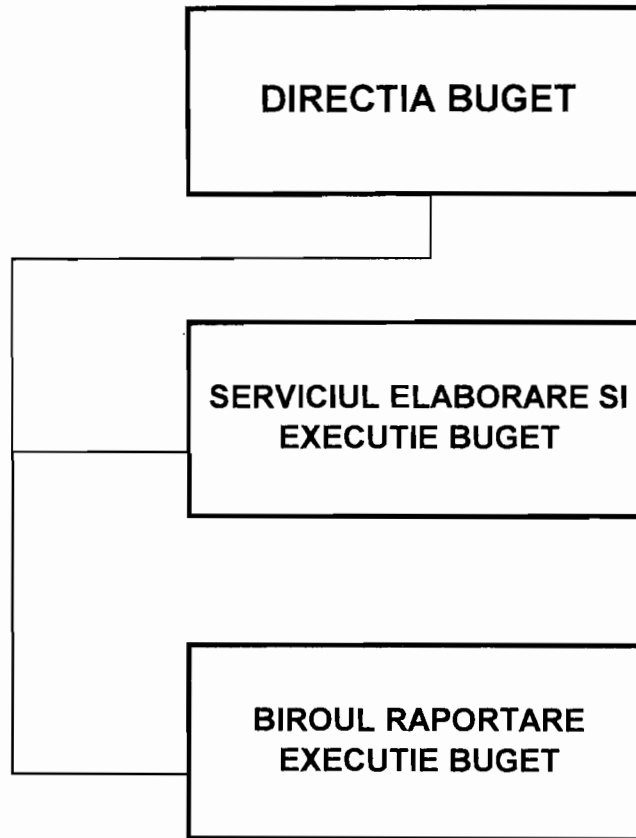 DIRECTIA BUGET
SERVICIUL ELABORARE SI
EXECUTIE BUGET
BIROUL RAPORTARE
EXECUTIE BUGET